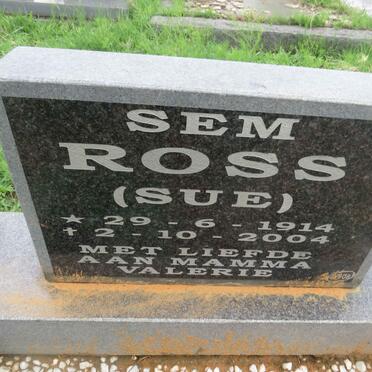 SEM
ROSS
(SUE)
★ 29 - 6 - 1914
† 2 - 10 - 2004
MET LIEFDE
AAN MAMMA
VALERIE